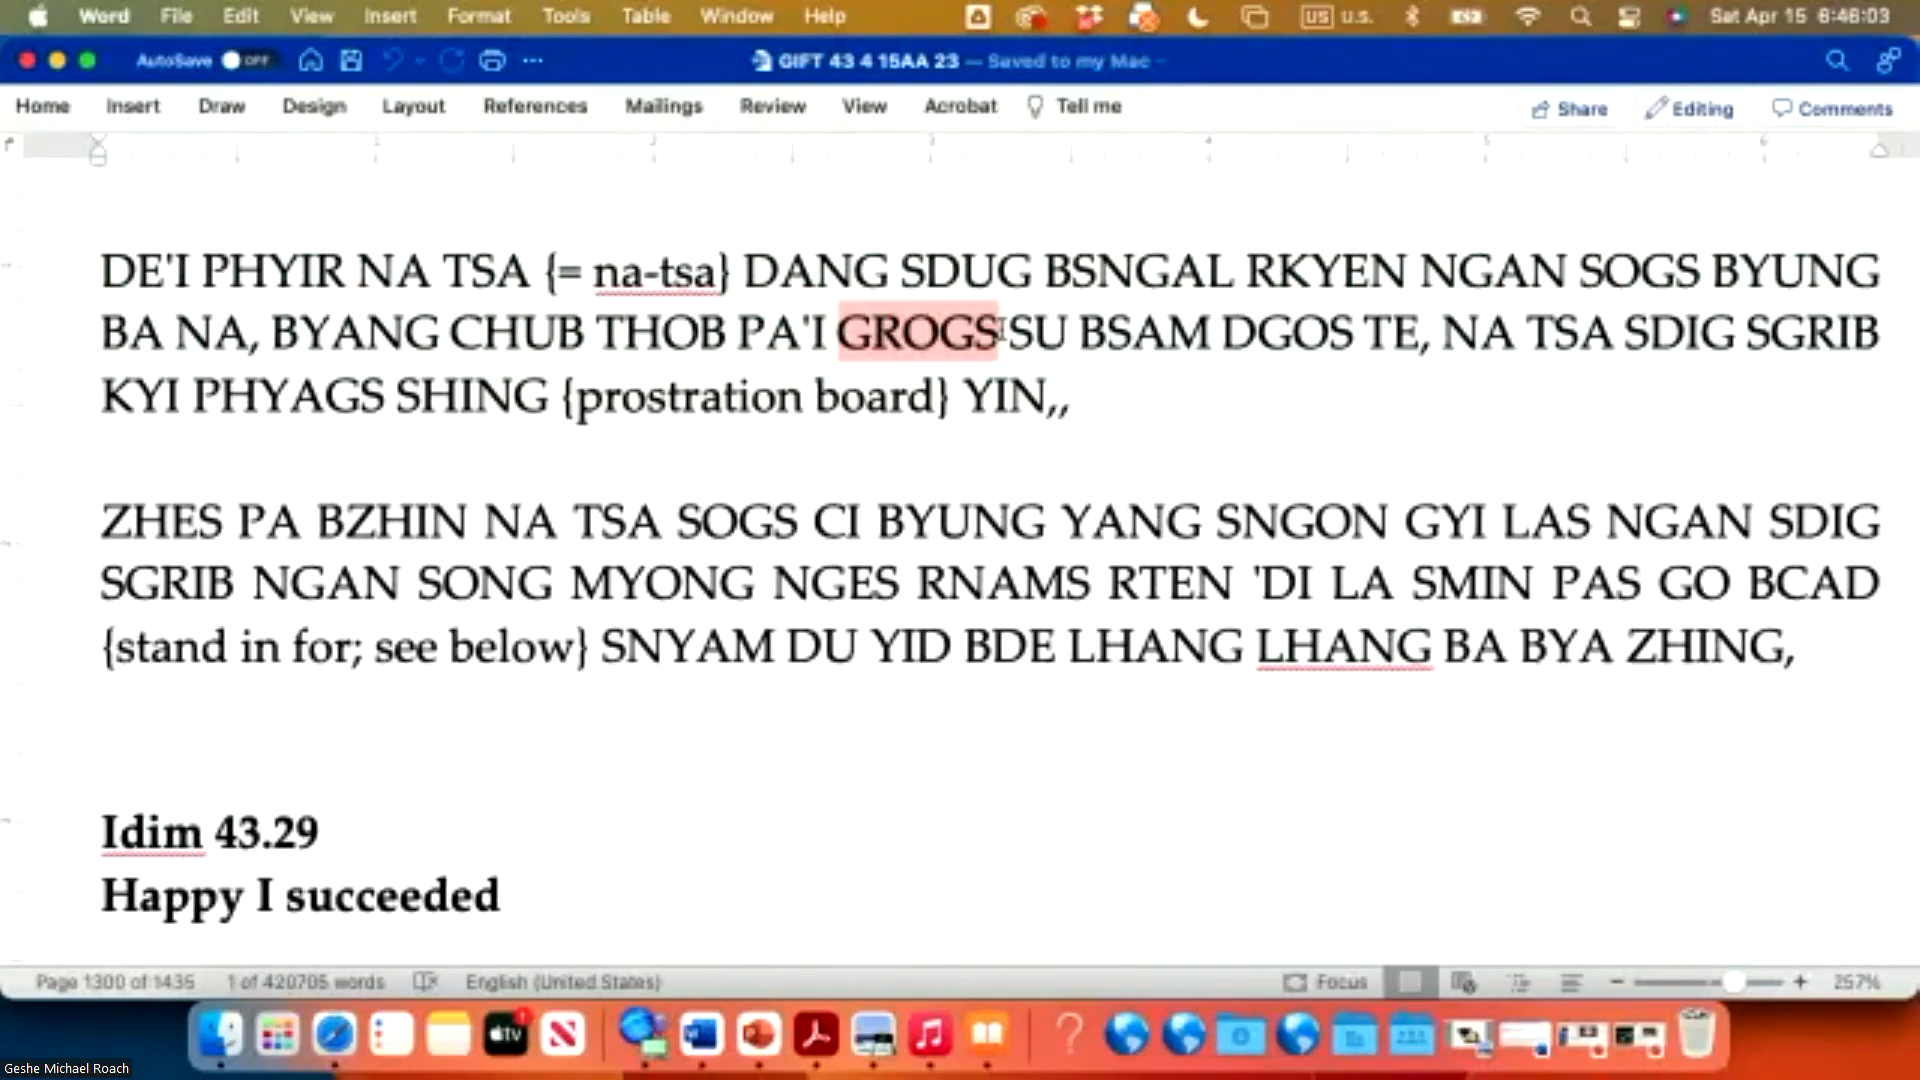 Word File Edit View Insert Format Tools Table Window Help US U.S. Sat Apr 15 6:46:03
AutoSave OFF GIFT 43 4 15AA 23 — Saved to my Mac
Home Insert Draw Design Layout References Mailings Review View Acrobat Tell me Share Editing Comments
DE'I PHYIR NA TSA {= na-tsa} DANG SDUG BSNGAL RKYEN NGAN SOGS BYUNG
BA NA, BYANG CHUB THOB PA'I GROGS SU BSAM DGOS TE, NA TSA SDIG SGRIB
KYI PHYAGS SHING {prostration board} YIN,,
ZHES PA BZHIN NA TSA SOGS CI BYUNG YANG SNGON GYI LAS NGAN SDIG
SGRIB NGAN SONG MYONG NGES RNAMS RTEN 'DI LA SMIN PAS GO BCAD
{stand in for; see below} SNYAM DU YID BDE LHANG LHANG BA BYA ZHING,
Idim 43.29
Happy I succeeded
Page 1300 of 1435 1 of 420705 words English (United States) Focus 257%
tv
Geshe Michael Roach